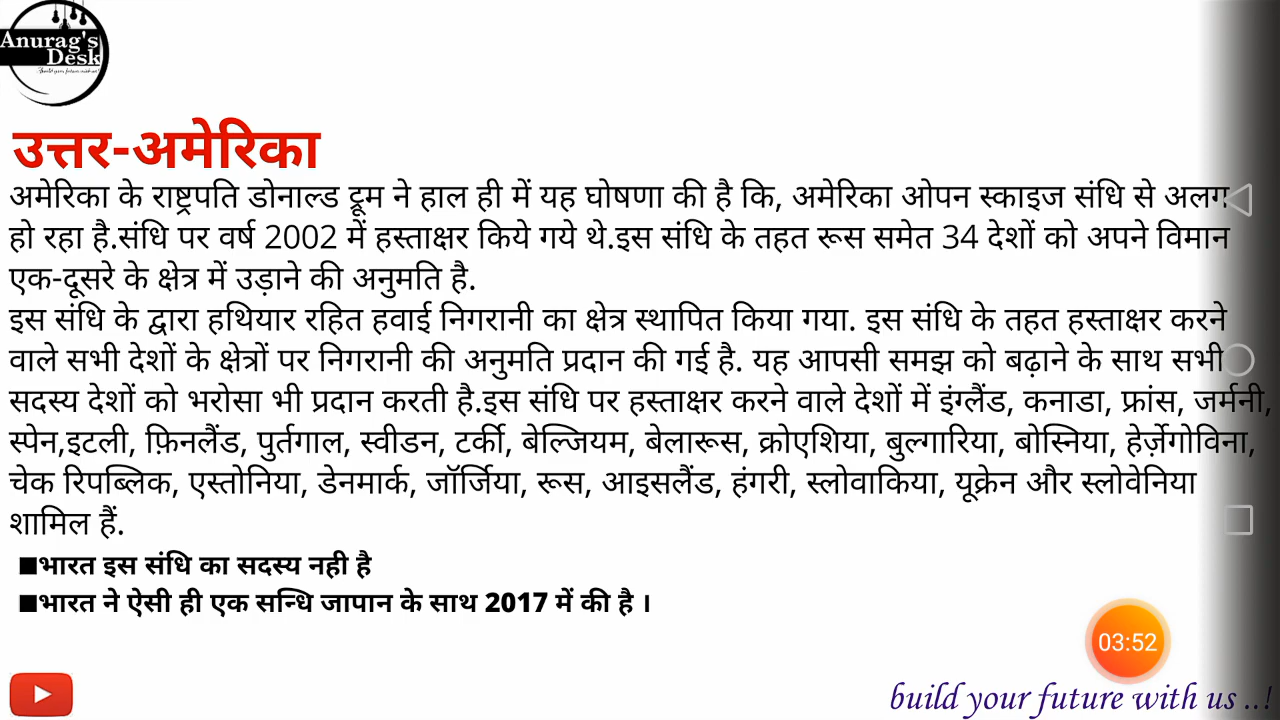 Anurag's
Desk
उत्तर-अमेरिका
अमेरिका के राष्ट्रपति डोनाल्ड ट्रूम ने हाल ही में यह घोषणा की है कि, अमेरिका ओपन स्काइज संधि से अलग
हो रहा है.संधि पर वर्ष 2002 में हस्ताक्षर किये गये थे.इस संधि के तहत रूस समेत 34 देशों को अपने विमान
एक-दूसरे के क्षेत्र में उड़ाने की अनुमति है.
इस संधि के द्वारा हथियार रहित हवाई निगरानी का क्षेत्र स्थापित किया गया. इस संधि के तहत हस्ताक्षर करने
वाले सभी देशों के क्षेत्रों पर निगरानी की अनुमति प्रदान की गई है. यह आपसी समझ को बढ़ाने के साथ सभी
सदस्य देशों को भरोसा भी प्रदान करती है.इस संधि पर हस्ताक्षर करने वाले देशों में इंग्लैंड, कनाडा, फ्रांस, जर्मनी,
स्पेन,इटली, फ़िनलैंड, पुर्तगाल, स्वीडन, टर्की, बेल्जियम, बेलारूस, क्रोएशिया, बुल्गारिया, बोस्निया, हेर्ज़ेगोविना,
चेक रिपब्लिक, एस्तोनिया, डेनमार्क, जॉर्जिया, रूस, आइसलैंड, हंगरी, स्लोवाकिया, यूक्रेन और स्लोवेनिया
शामिल हैं.
■भारत इस संधि का सदस्य नही है
■भारत ने ऐसी ही एक सन्धि जापान के साथ 2017 में की है ।
03:52
build your future with us ..!